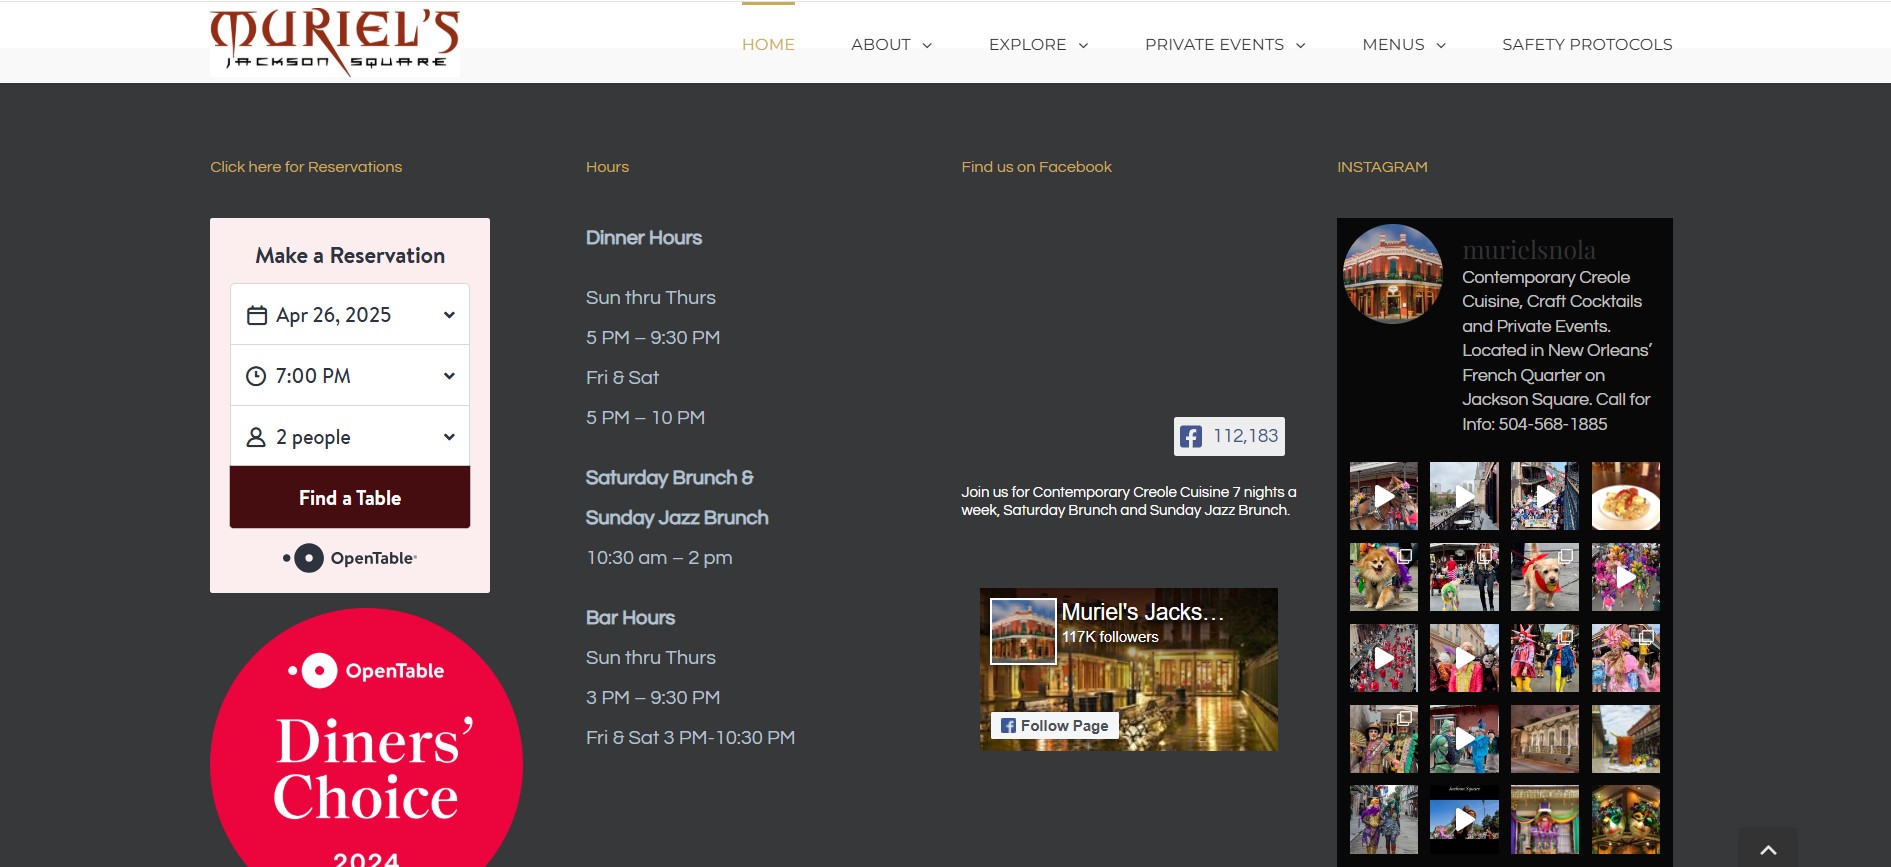 MURIEL'S
JACKSON SQUARE
HOME
ABOUT
EXPLORE
PRIVATE EVENTS
MENUS
SAFETY PROTOCOLS
Click here for Reservations
Make a Reservation
Apr 26, 2025
7:00 PM
2 people
Find a Table
OpenTable
OpenTable
Diners'
Choice
2024
Hours
Dinner Hours
Sun thru Thurs
5 PM – 9:30 PM
Fri & Sat
5 PM – 10 PM
Saturday Brunch &
Sunday Jazz Brunch
10:30 am – 2 pm
Bar Hours
Sun thru Thurs
3 PM – 9:30 PM
Fri & Sat 3 PM-10:30 PM
Find us on Facebook
112,183
Join us for Contemporary Creole Cuisine 7 nights a
week, Saturday Brunch and Sunday Jazz Brunch.
Muriel's Jacks...
117K followers
Follow Page
INSTAGRAM
murielsnola
Contemporary Creole
Cuisine, Craft Cocktails
and Private Events.
Located in New Orleans’
French Quarter on
Jackson Square. Call for
Info: 504-568-1885
Jackson Square